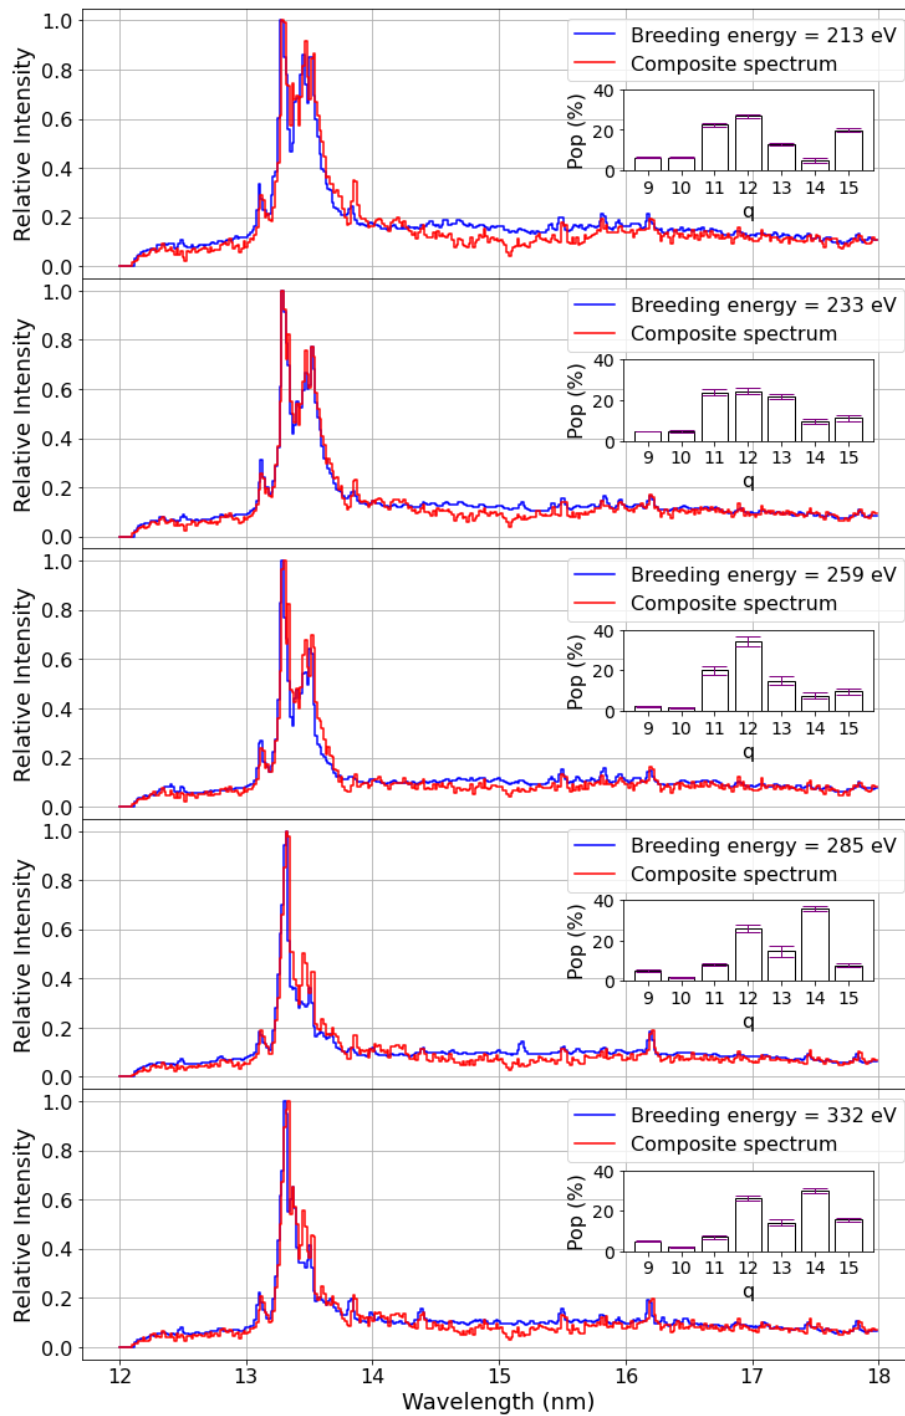 1.0
0.8
0.6
0.4
0.2
0.0
Relative Intensity
Breeding energy = 213 eV
Composite spectrum
40
20
0
Pop (%)
9 10 11 12 13 14 15
q
1.0
0.8
0.6
0.4
0.2
0.0
Relative Intensity
Breeding energy = 233 eV
Composite spectrum
40
20
0
Pop (%)
9 10 11 12 13 14 15
q
1.0
0.8
0.6
0.4
0.2
0.0
Relative Intensity
Breeding energy = 259 eV
Composite spectrum
40
20
0
Pop (%)
9 10 11 12 13 14 15
q
1.0
0.8
0.6
0.4
0.2
0.0
Relative Intensity
Breeding energy = 285 eV
Composite spectrum
40
20
0
Pop (%)
9 10 11 12 13 14 15
q
1.0
0.8
0.6
0.4
0.2
0.0
Relative Intensity
Breeding energy = 332 eV
Composite spectrum
40
20
0
Pop (%)
9 10 11 12 13 14 15
q
12 13 14 15 16 17 18
Wavelength (nm)